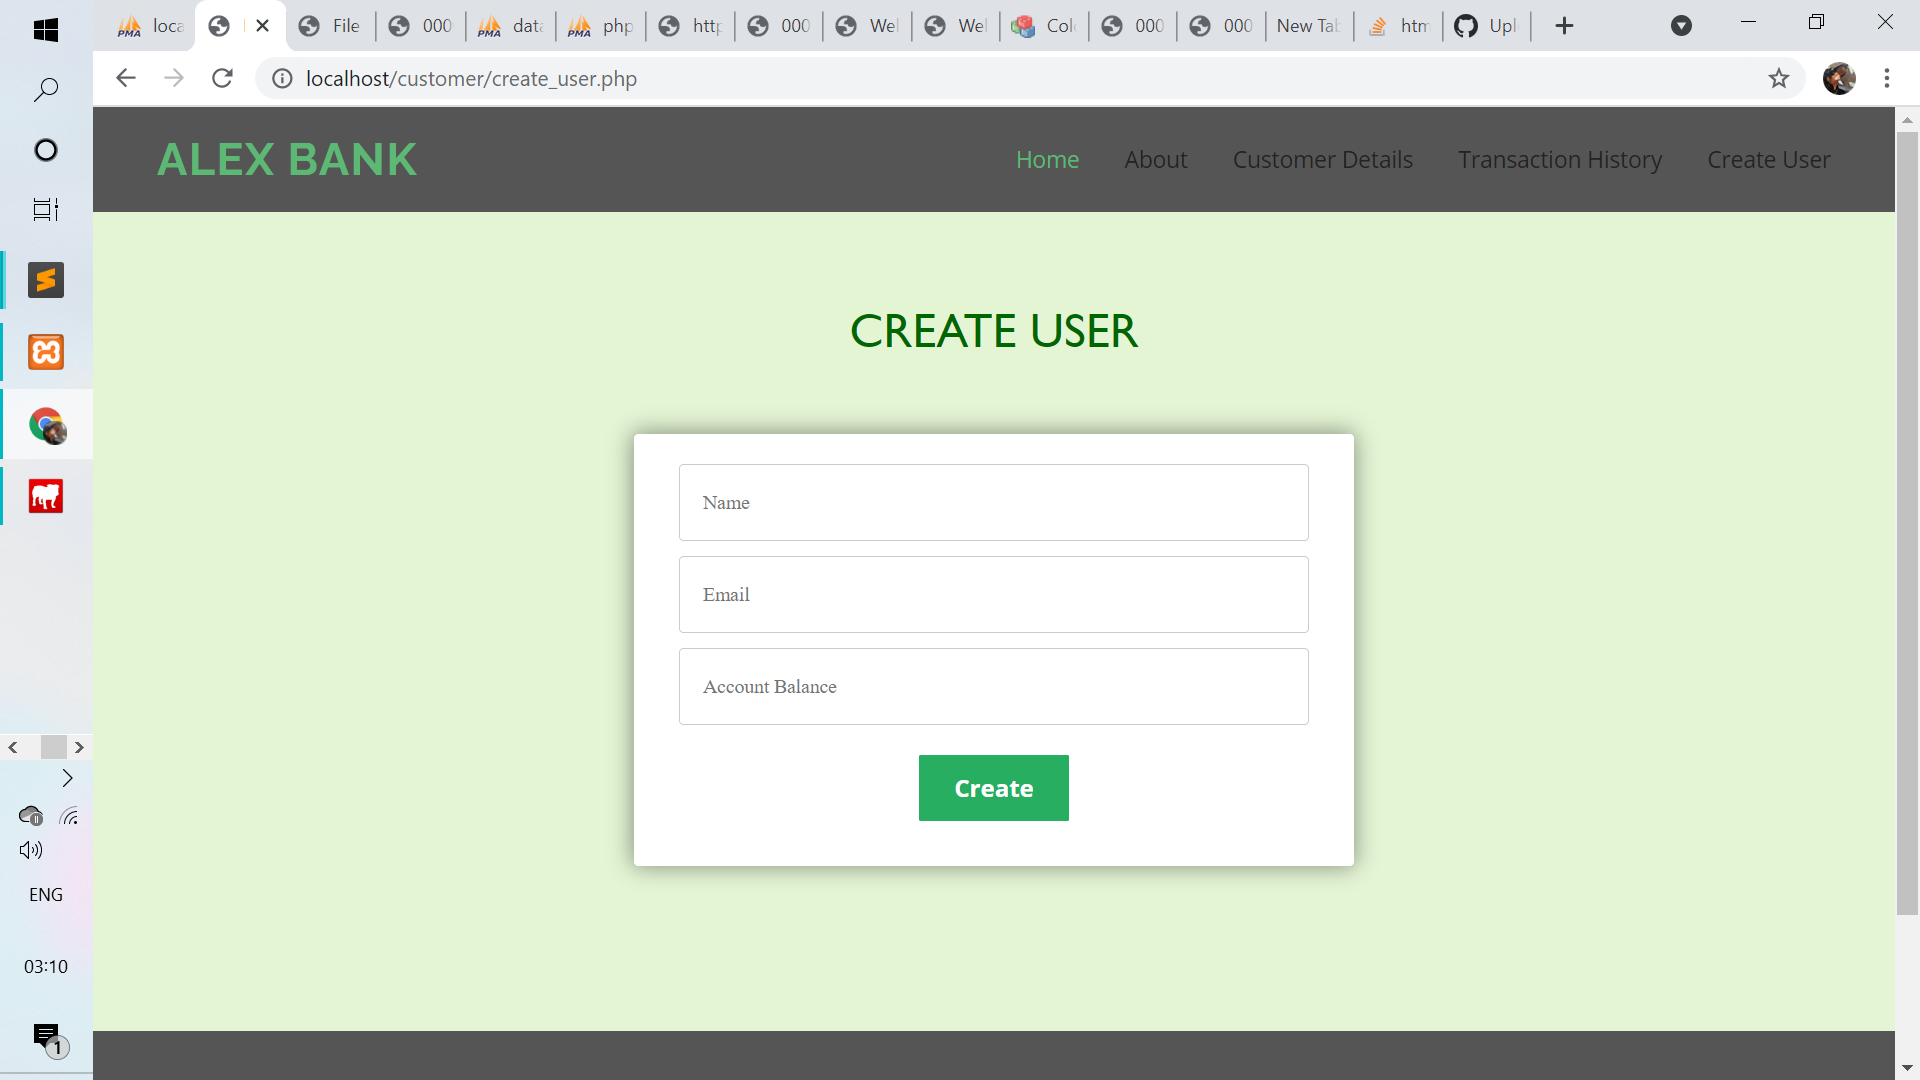 loca
File
000
data
php
http
000
Wel
Wel
Col
000
000
New Tab
htm
Upl
localhost/customer/create_user.php
ALEX BANK
Home About Customer Details Transaction History Create User
CREATE USER
Name
Email
Account Balance
Create
ENG
03:10
1